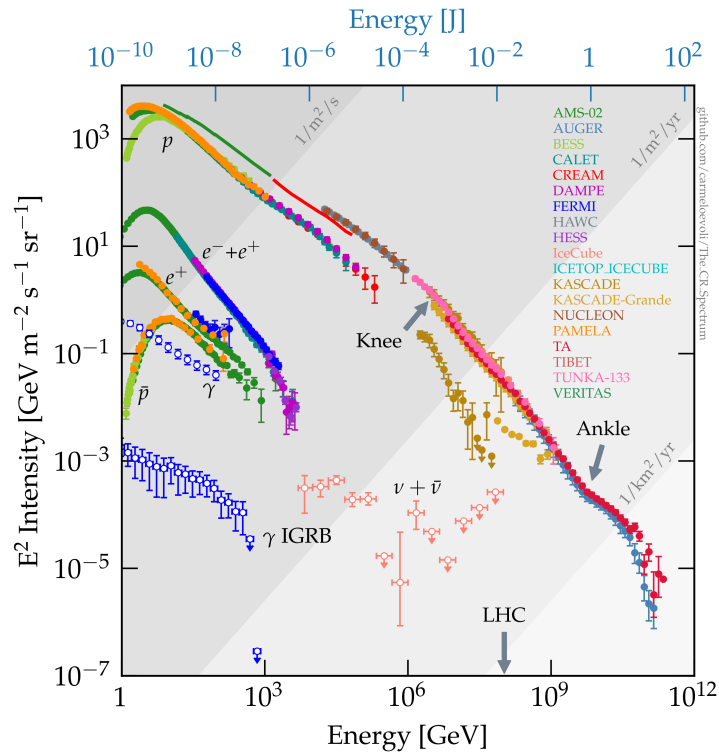 Energy [J]
10⁻¹⁰ 10⁻⁸ 10⁻⁶ 10⁻⁴ 10⁻² 1 10²
E² Intensity [GeV m⁻² s⁻¹ sr⁻¹]
10³
10¹
10⁻¹
10⁻³
10⁻⁵
10⁻⁷
1/m²/s
1/m²/yr
1/km²/yr
p
e⁻+e⁺
e⁺
p̄
γ
γ IGRB
ν + ν̄
Knee
Ankle
LHC
AMS-02
AUGER
BESS
CALET
CREAM
DAMPE
FERMI
HAWC
HESS
IceCube
ICETOP_ICECUBE
KASCADE
KASCADE-Grande
NUCLEON
PAMELA
TA
TIBET
TUNKA-133
VERITAS
github.com/carmeloevoli/The_CR_Spectrum
1 10³ 10⁶ 10⁹ 10¹²
Energy [GeV]